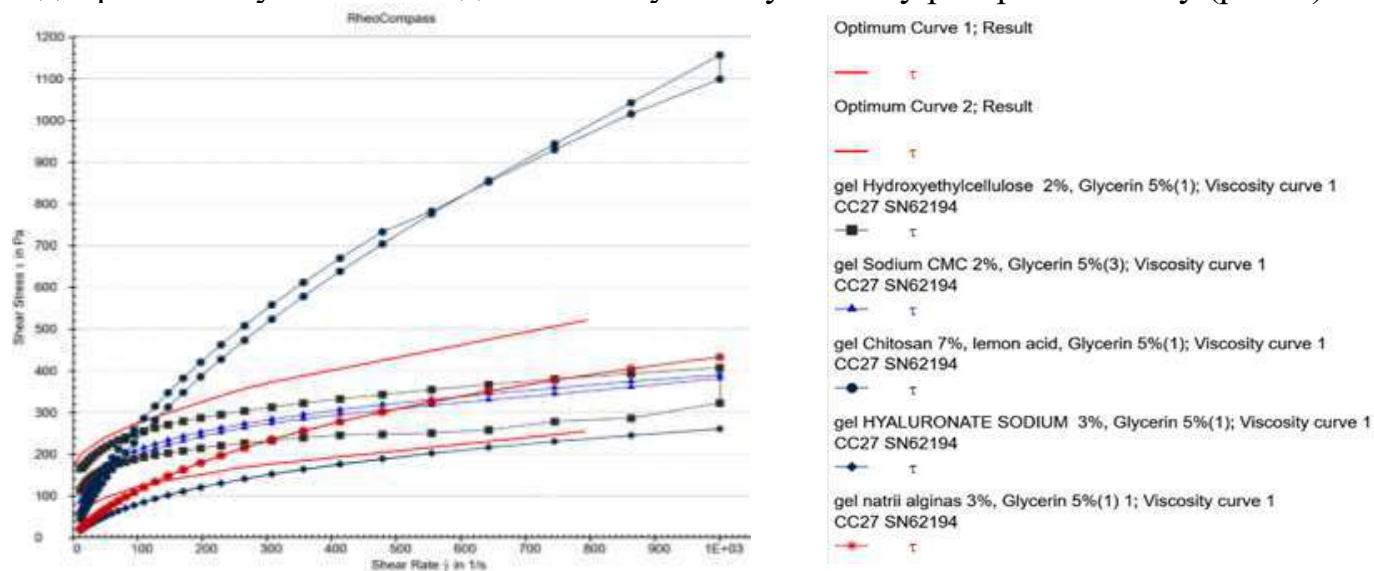 RheoCompass
1200
1100
1000
900
800
700
600
500
400
300
200
100
0
Shear Stress τ in Pa
0 100 200 300 400 500 600 700 800 900 1E+03
Shear Rate γ̇ in 1/s
Optimum Curve 1; Result
τ
Optimum Curve 2; Result
τ
gel Hydroxyethylcellulose 2%, Glycerin 5%(1); Viscosity curve 1
CC27 SN62194
τ
gel Sodium CMC 2%, Glycerin 5%(3); Viscosity curve 1
CC27 SN62194
τ
gel Chitosan 7%, lemon acid, Glycerin 5%(1); Viscosity curve 1
CC27 SN62194
τ
gel HYALURONATE SODIUM 3%, Glycerin 5%(1); Viscosity curve 1
CC27 SN62194
τ
gel natrii alginas 3%, Glycerin 5%(1) 1; Viscosity curve 1
CC27 SN62194
τ